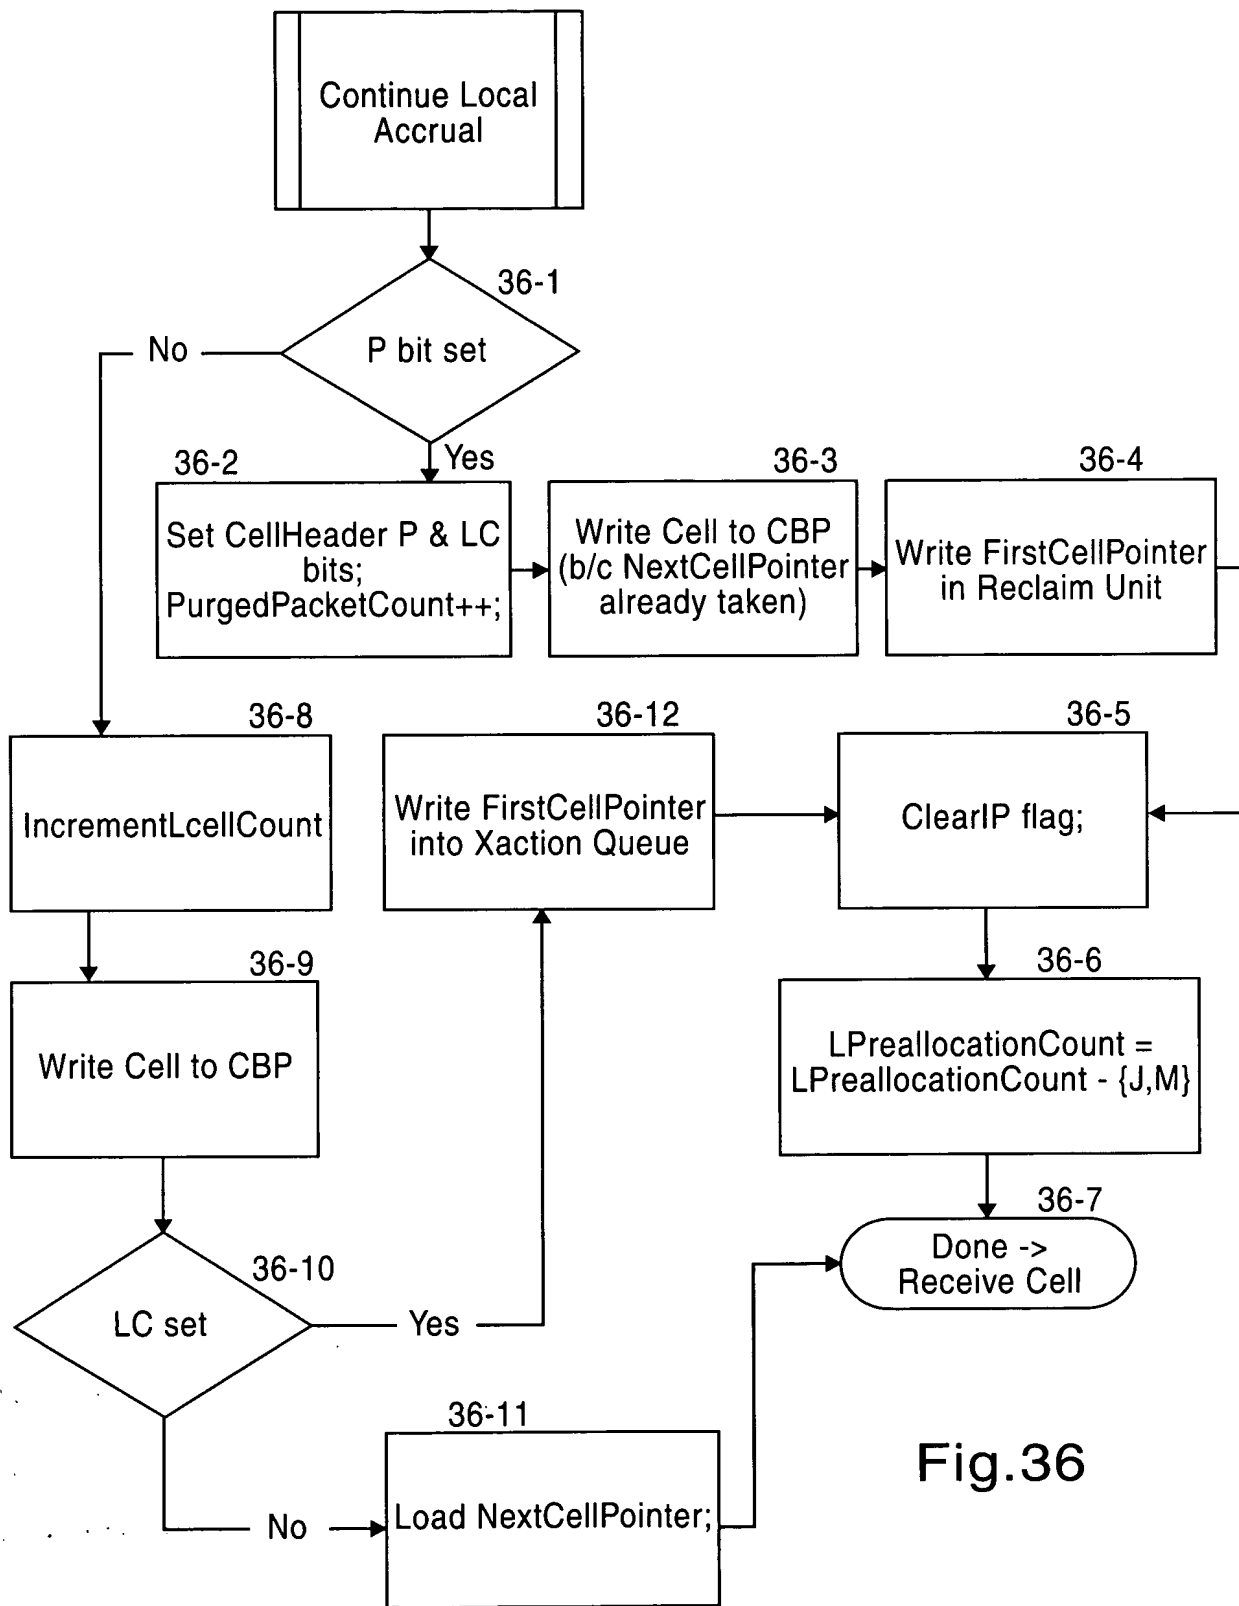 Continue Local
Accrual
36-1
No
P bit set
Yes
36-2
36-3
36-4
Set CellHeader P & LC
bits;
PurgedPacketCount++;
Write Cell to CBP
(b/c NextCellPointer
already taken)
Write FirstCellPointer
in Reclaim Unit
36-8
36-12
36-5
IncrementLcellCount
Write FirstCellPointer
into Xaction Queue
ClearIP flag;
36-9
36-6
Write Cell to CBP
LPreallocationCount =
LPreallocationCount - {J,M}
36-7
36-10
Done ->
Receive Cell
LC set
Yes
36-11
No
Load NextCellPointer;
Fig.36